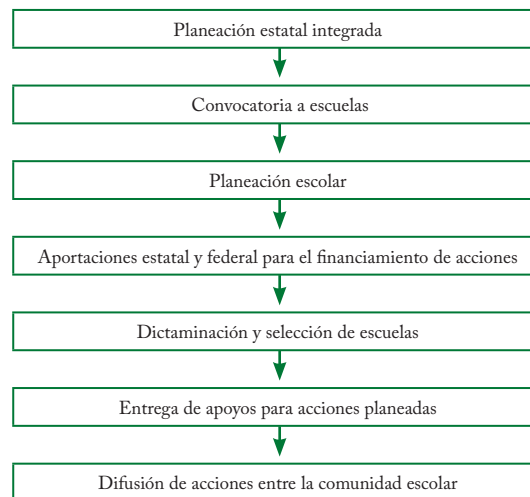 Planeación estatal integrada
Convocatoria a escuelas
Planeación escolar
Aportaciones estatal y federal para el financiamiento de acciones
Dictaminación y selección de escuelas
Entrega de apoyos para acciones planeadas
Difusión de acciones entre la comunidad escolar